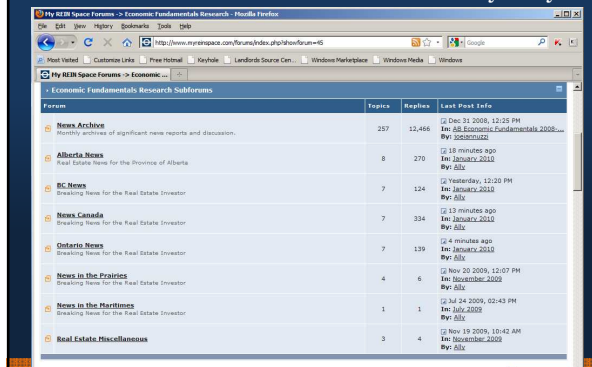 My REIN Space Forums -> Economic Fundamentals Research - Mozilla Firefox
File Edit View History Bookmarks Tools Help
http://www.myreinspace.com/forums/index.php?showforum=45
Google
Most Visited Customize Links Free Hotmail Keyhole Landlords Source Cen... Windows Marketplace Windows Media Windows
My REIN Space Forums -> Economic ...
Economic Fundamentals Research Subforums
Forum Topics Replies Last Post Info
News Archive
Monthly archives of significant news reports and discussion.
257 12,466
Dec 31 2008, 12:25 PM
In: AB Economic Fundamentals 2008-...
By: joeiannuzzi
Alberta News
Real Estate News for the Province of Alberta
8 270
18 minutes ago
In: January 2010
By: Ally
BC News
Breaking News for the Real Estate Investor
7 124
Yesterday, 12:20 PM
In: January 2010
By: Ally
News Canada
Breaking News for the Real Estate Investor
7 334
13 minutes ago
In: January 2010
By: Ally
Ontario News
Breaking News for the Real Estate Investor
7 139
4 minutes ago
In: January 2010
By: Ally
News in the Prairies
Breaking News for the Real Estate Investor
4 6
Nov 20 2009, 12:07 PM
In: November 2009
By: Ally
News in the Maritimes
Breaking News for the Real Estate Investor
1 1
Jul 24 2009, 02:43 PM
In: July 2009
By: Ally
Real Estate Miscellaneous
3 4
Nov 19 2009, 10:42 AM
In: November 2009
By: Ally